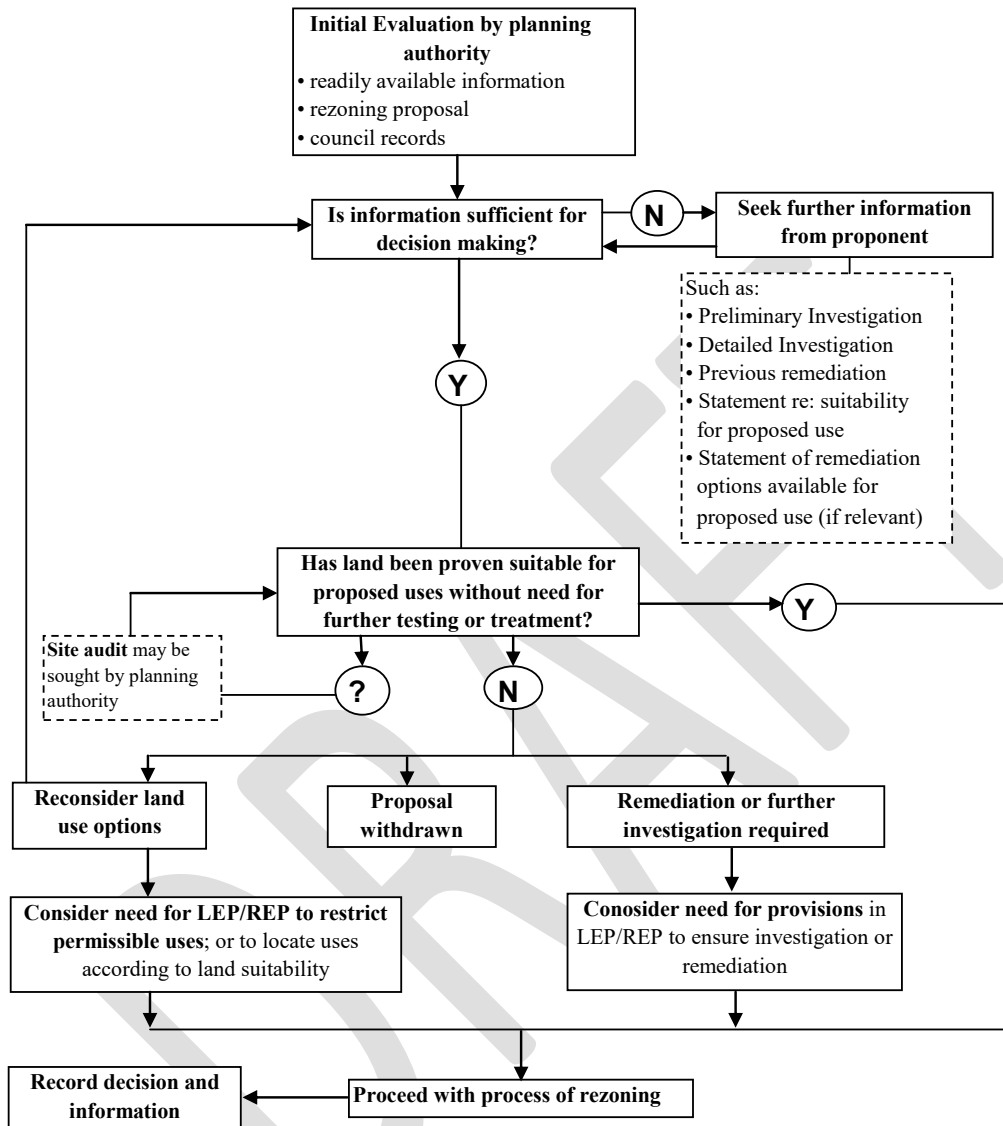 Initial Evaluation by planning
authority
• readily available information
• rezoning proposal
• council records
Is information sufficient for
decision making?
N
Seek further information
from proponent
Such as:
• Preliminary Investigation
• Detailed Investigation
• Previous remediation
• Statement re: suitability
for proposed use
• Statement of remediation
options available for
proposed use (if relevant)
Y
Has land been proven suitable for
proposed uses without need for
further testing or treatment?
Y
Site audit may be
sought by planning
authority
?
N
Reconsider land
use options
Proposal
withdrawn
Remediation or further
investigation required
Consider need for LEP/REP to restrict
permissible uses; or to locate uses
according to land suitability
Conosider need for provisions in
LEP/REP to ensure investigation or
remediation
Proceed with process of rezoning
Record decision and
information
DRAFT